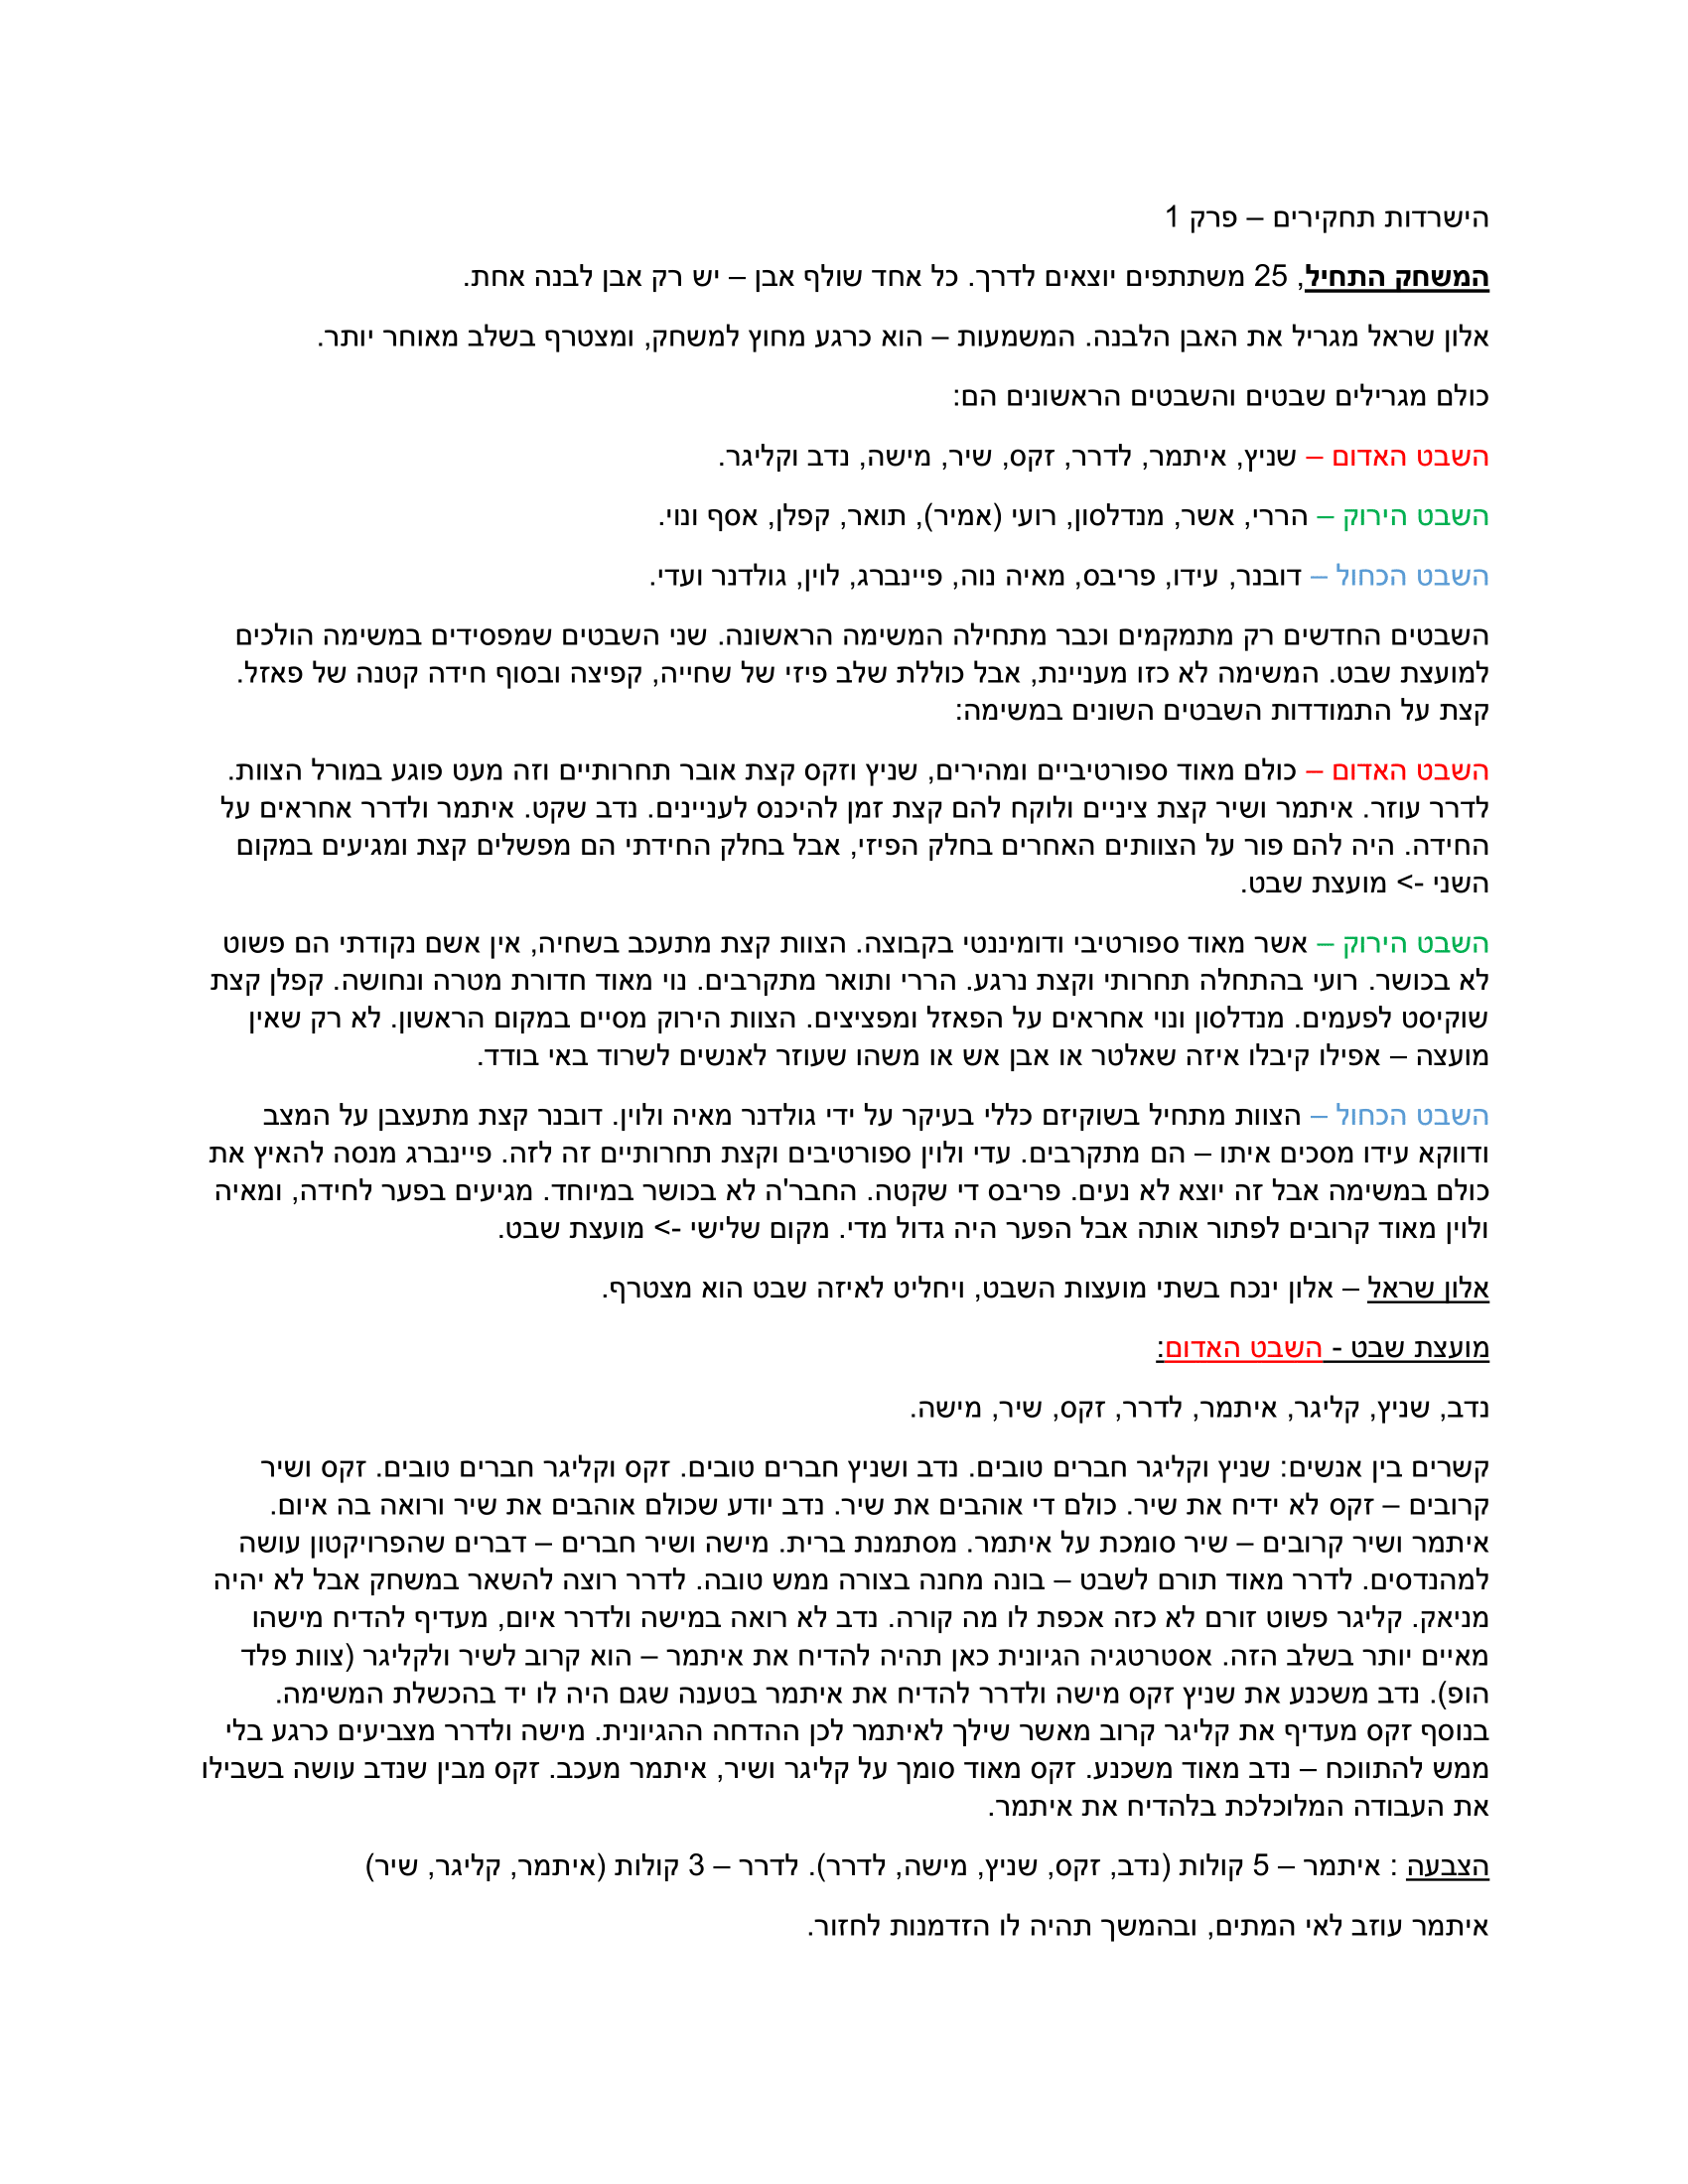 הישרדות תחקירים – פרק 1
המשחק התחיל, 25 משתתפים יוצאים לדרך. כל אחד שולף אבן – יש רק אבן לבנה אחת.
אלון שראל מגריל את האבן הלבנה. המשמעות – הוא כרגע מחוץ למשחק, ומצטרף בשלב מאוחר יותר.
כולם מגרילים שבטים והשבטים הראשונים הם:
השבט האדום – שניץ, איתמר, לדרר, זקס, שיר, מישה, נדב וקליגר.
השבט הירוק – הררי, אשר, מנדלסון, רועי (אמיר), תואר, קפלן, אסף ונוי.
השבט הכחול – דובנר, עידו, פריבס, מאיה נוה, פיינברג, לוין, גולדנר ועדי.
השבטים החדשים רק מתמקמים וכבר מתחילה המשימה הראשונה. שני השבטים שמפסידים במשימה הולכים
למועצת שבט. המשימה לא כזו מעניינת, אבל כוללת שלב פיזי של שחייה, קפיצה ובסוף חידה קטנה של פאזל.
קצת על התמודדות השבטים השונים במשימה:
השבט האדום – כולם מאוד ספורטיביים ומהירים, שניץ וזקס קצת אובר תחרותיים וזה מעט פוגע במורל הצוות.
לדרר עוזר. איתמר ושיר קצת ציניים ולוקח להם קצת זמן להיכנס לעניינים. נדב שקט. איתמר ולדרר אחראים על
החידה. היה להם פור על הצוותים האחרים בחלק הפיזי, אבל בחלק החידתי הם מפשלים קצת ומגיעים במקום
השני -> מועצת שבט.
השבט הירוק – אשר מאוד ספורטיבי ודומיננטי בקבוצה. הצוות קצת מתעכב בשחיה, אין אשם נקודתי הם פשוט
לא בכושר. רועי בהתחלה תחרותי וקצת נרגע. הררי ותואר מתקרבים. נוי מאוד חדורת מטרה ונחושה. קפלן קצת
שוקיסט לפעמים. מנדלסון ונוי אחראים על הפאזל ומפציצים. הצוות הירוק מסיים במקום הראשון. לא רק שאין
מועצה – אפילו קיבלו איזה שאלטר או אבן אש או משהו שעוזר לאנשים לשרוד באי בודד.
השבט הכחול – הצוות מתחיל בשוקיזם כללי בעיקר על ידי גולדנר מאיה ולוין. דובנר קצת מתעצבן על המצב
ודווקא עידו מסכים איתו – הם מתקרבים. עדי ולוין ספורטיבים וקצת תחרותיים זה לזה. פיינברג מנסה להאיץ את
כולם במשימה אבל זה יוצא לא נעים. פריבס די שקטה. החבר'ה לא בכושר במיוחד. מגיעים בפער לחידה, ומאיה
ולוין מאוד קרובים לפתור אותה אבל הפער היה גדול מדי. מקום שלישי -> מועצת שבט.
אלון שראל – אלון ינכח בשתי מועצות השבט, ויחליט לאיזה שבט הוא מצטרף.
מועצת שבט - השבט האדום:
נדב, שניץ, קליגר, איתמר, לדרר, זקס, שיר, מישה.
קשרים בין אנשים: שניץ וקליגר חברים טובים. נדב ושניץ חברים טובים. זקס וקליגר חברים טובים. זקס ושיר
קרובים – זקס לא ידיח את שיר. כולם די אוהבים את שיר. נדב יודע שכולם אוהבים את שיר ורואה בה איום.
איתמר ושיר קרובים – שיר סומכת על איתמר. מסתמנת ברית. מישה ושיר חברים – דברים שהפרויקטון עושה
למהנדסים. לדרר מאוד תורם לשבט – בונה מחנה בצורה ממש טובה. לדרר רוצה להשאר במשחק אבל לא יהיה
מניאק. קליגר פשוט זורם לא כזה אכפת לו מה קורה. נדב לא רואה במישה ולדרר איום, מעדיף להדיח מישהו
מאיים יותר בשלב הזה. אסטרטגיה הגיונית כאן תהיה להדיח את איתמר – הוא קרוב לשיר ולקליגר (צוות פלד
הופ). נדב משכנע את שניץ זקס מישה ולדרר להדיח את איתמר בטענה שגם היה לו יד בהכשלת המשימה.
בנוסף זקס מעדיף את קליגר קרוב מאשר שילך לאיתמר לכן ההדחה ההגיונית. מישה ולדרר מצביעים כרגע בלי
ממש להתווכח – נדב מאוד משכנע. זקס מאוד סומך על קליגר ושיר, איתמר מעכב. זקס מבין שנדב עושה בשבילו
את העבודה המלוכלכת בלהדיח את איתמר.
הצבעה : איתמר – 5 קולות (נדב, זקס, שניץ, מישה, לדרר). לדרר – 3 קולות (איתמר, קליגר, שיר)
איתמר עוזב לאי המתים, ובהמשך תהיה לו הזדמנות לחזור.